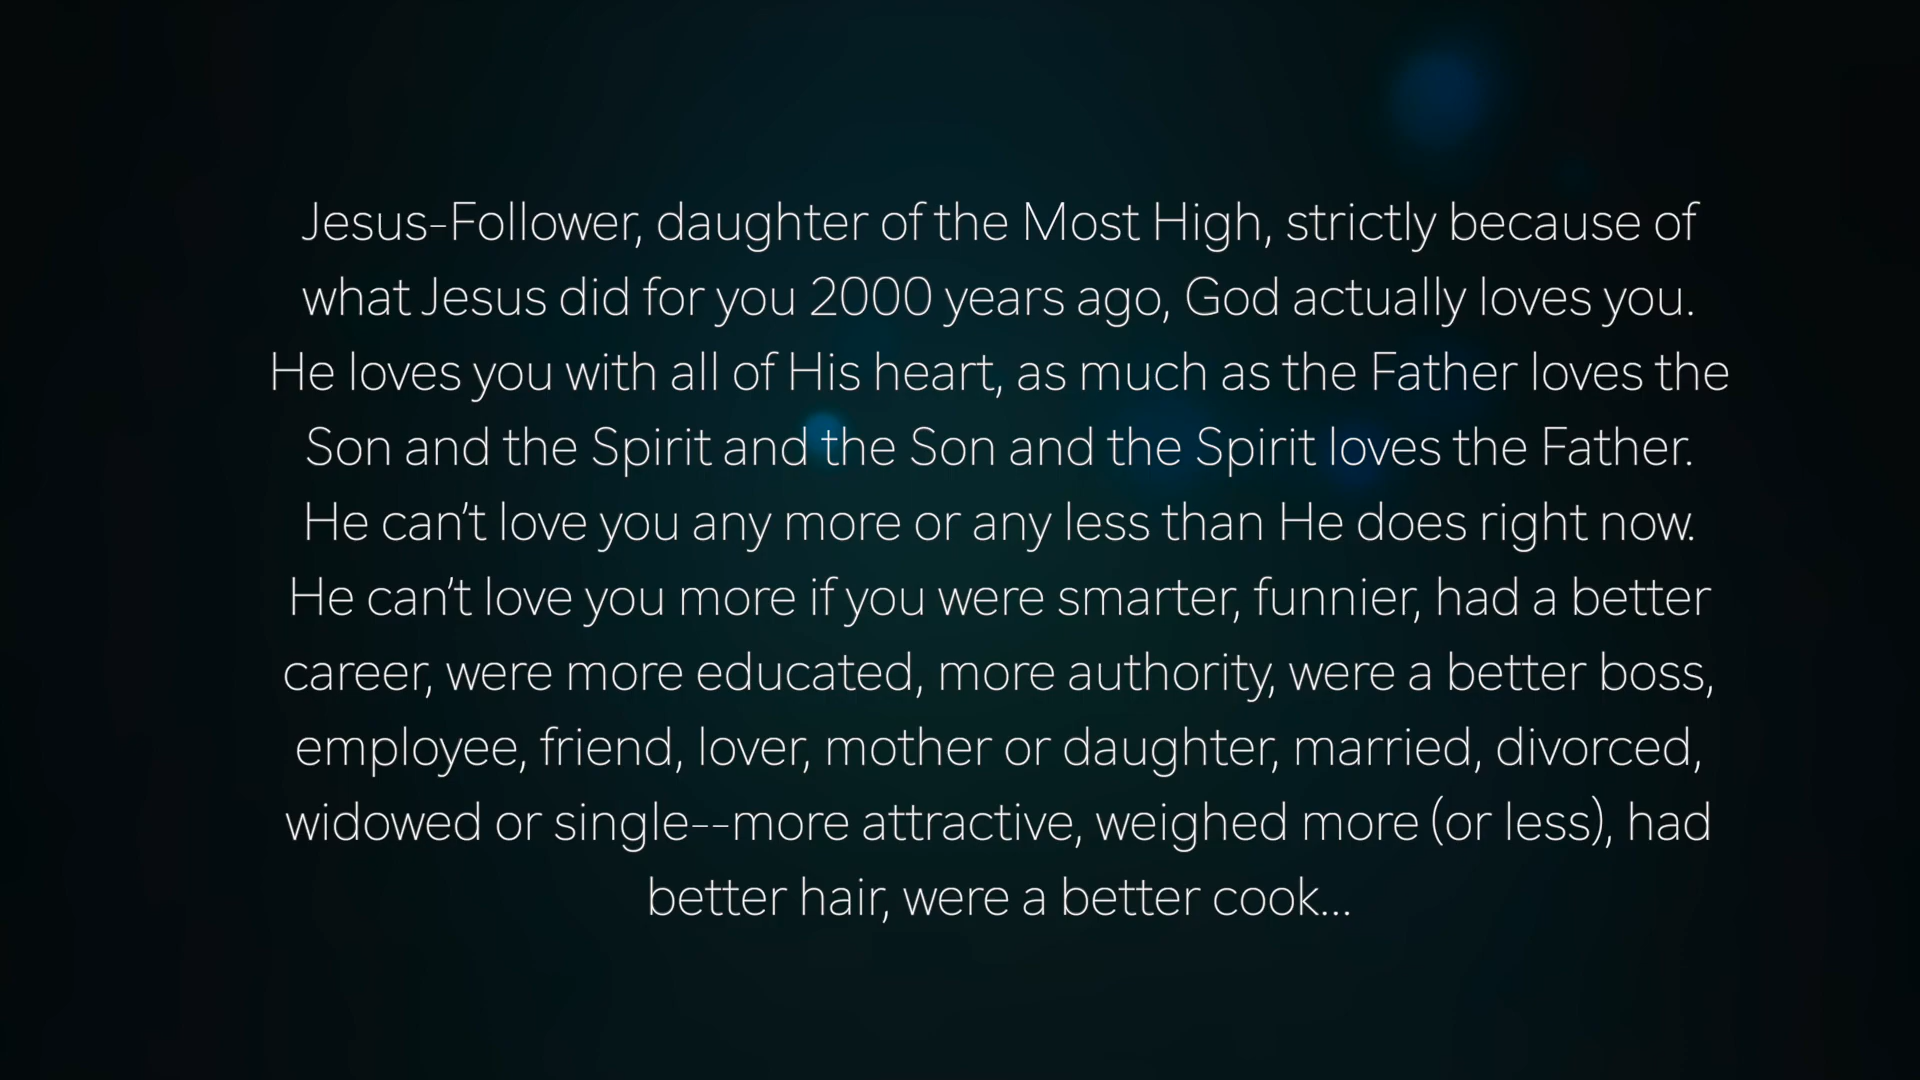 Jesus-Follower, daughter of the Most High, strictly because of
what Jesus did for you 2000 years ago, God actually loves you.
He loves you with all of His heart, as much as the Father loves the
Son and the Spirit and the Son and the Spirit loves the Father.
He can’t love you any more or any less than He does right now.
He can’t love you more if you were smarter, funnier, had a better
career, were more educated, more authority, were a better boss,
employee, friend, lover, mother or daughter, married, divorced,
widowed or single--more attractive, weighed more (or less), had
better hair, were a better cook...